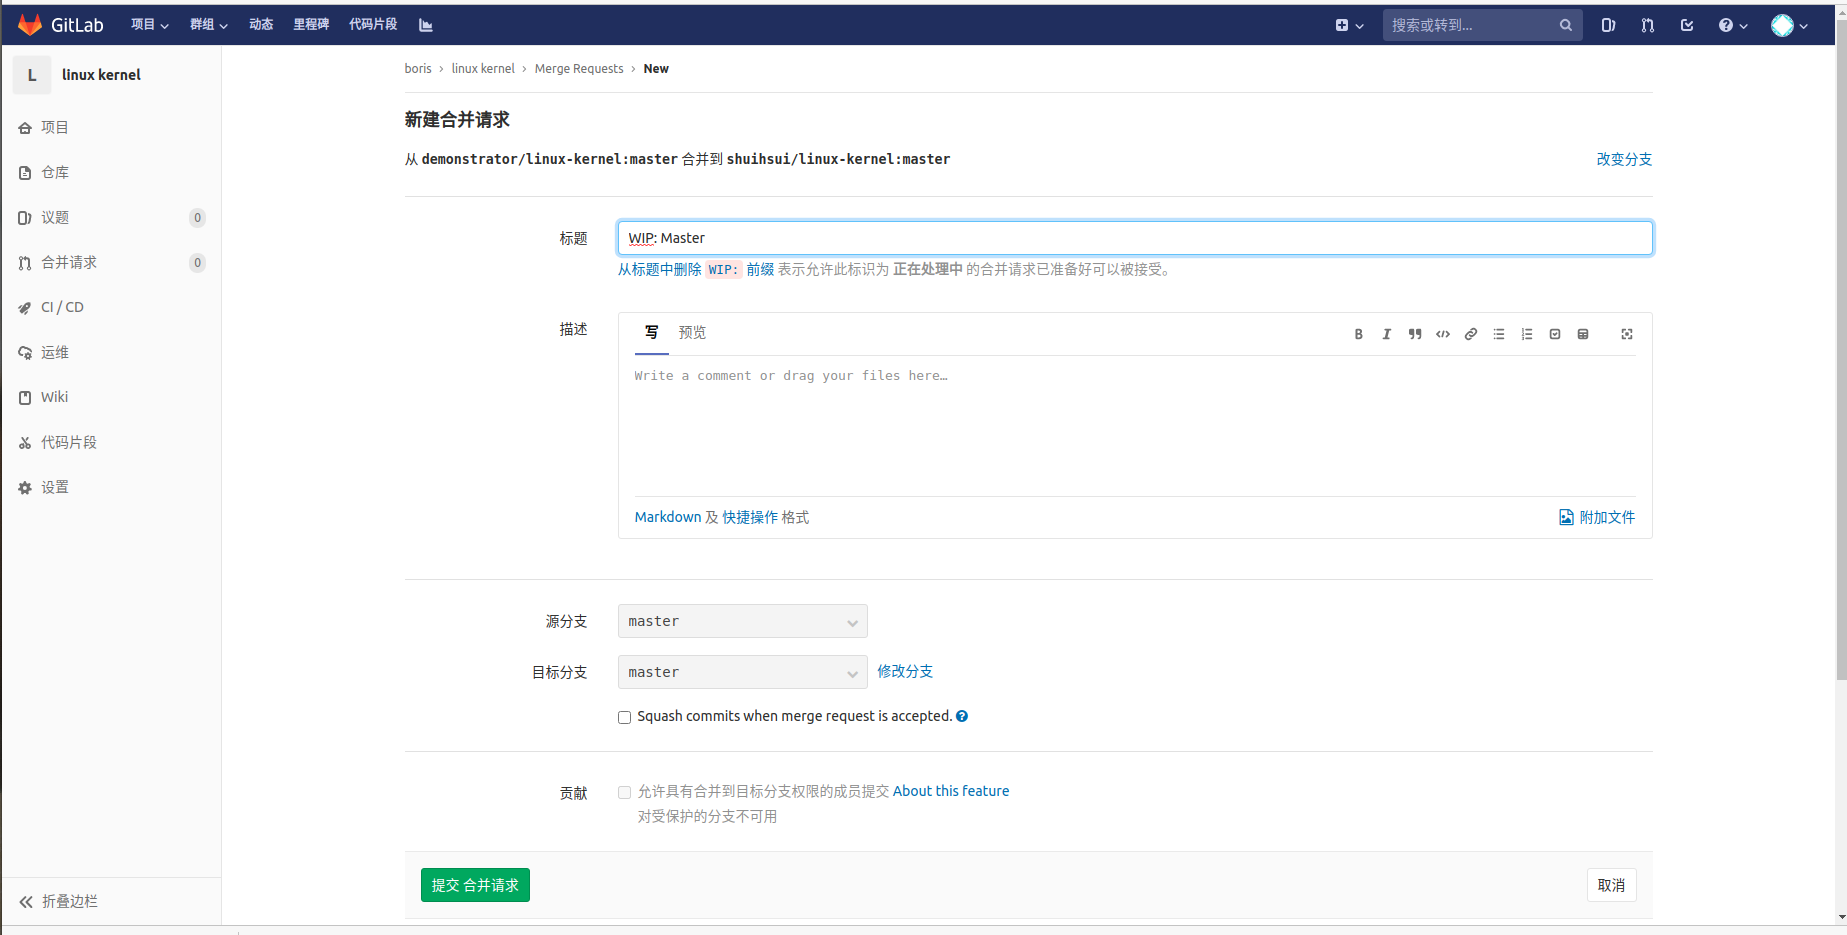 GitLab 项目 群组 动态 里程碑 代码片段 搜索或转到...
L linux kernel
项目
仓库
议题 0
合并请求 0
CI / CD
运维
Wiki
代码片段
设置
折叠边栏
boris › linux kernel › Merge Requests › New
新建合并请求
从 demonstrator/linux-kernel:master 合并到 shuihsui/linux-kernel:master 改变分支
标题 WIP: Master
从标题中删除 WIP: 前缀 表示允许此标识为 正在处理中 的合并请求已准备好可以被接受。
描述 写 预览
Write a comment or drag your files here…
Markdown 及 快捷操作 格式 附加文件
源分支 master
目标分支 master 修改分支
Squash commits when merge request is accepted.
贡献 允许具有合并到目标分支权限的成员提交 About this feature
对受保护的分支不可用
提交 合并请求 取消